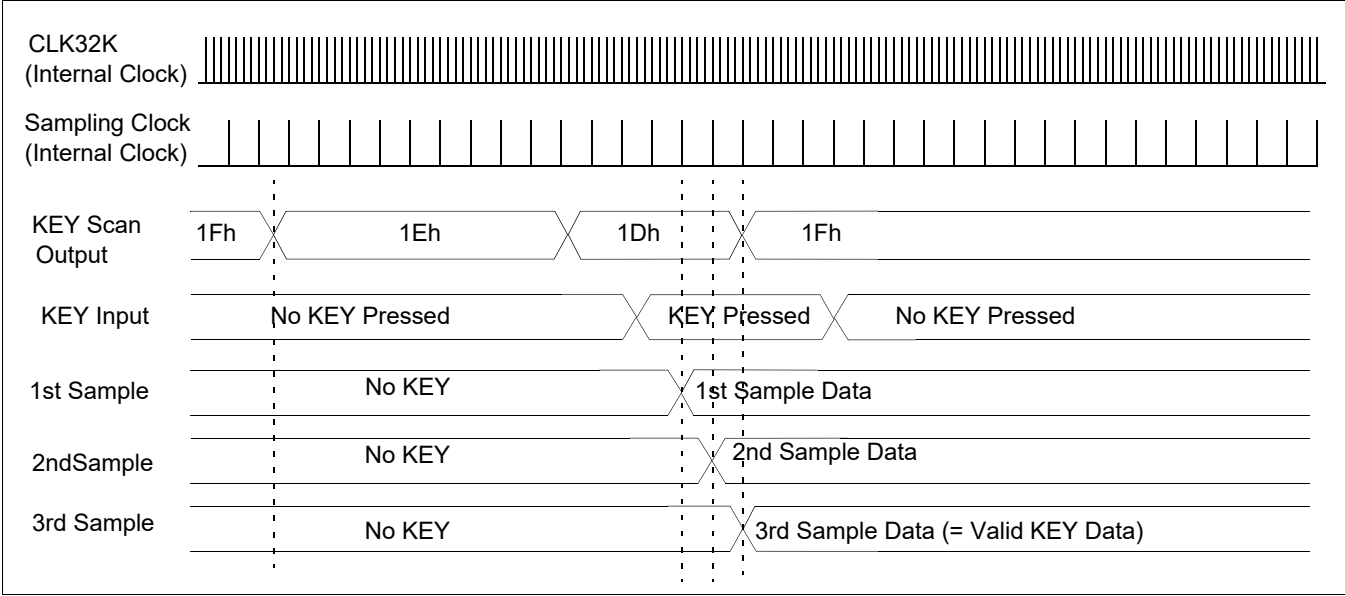 CLK32K
(Internal Clock)
Sampling Clock
(Internal Clock)
KEY Scan
Output
1Fh
1Eh
1Dh
1Fh
KEY Input
No KEY Pressed
KEY Pressed
No KEY Pressed
1st Sample
No KEY
1st Sample Data
2ndSample
No KEY
2nd Sample Data
3rd Sample
No KEY
3rd Sample Data (= Valid KEY Data)